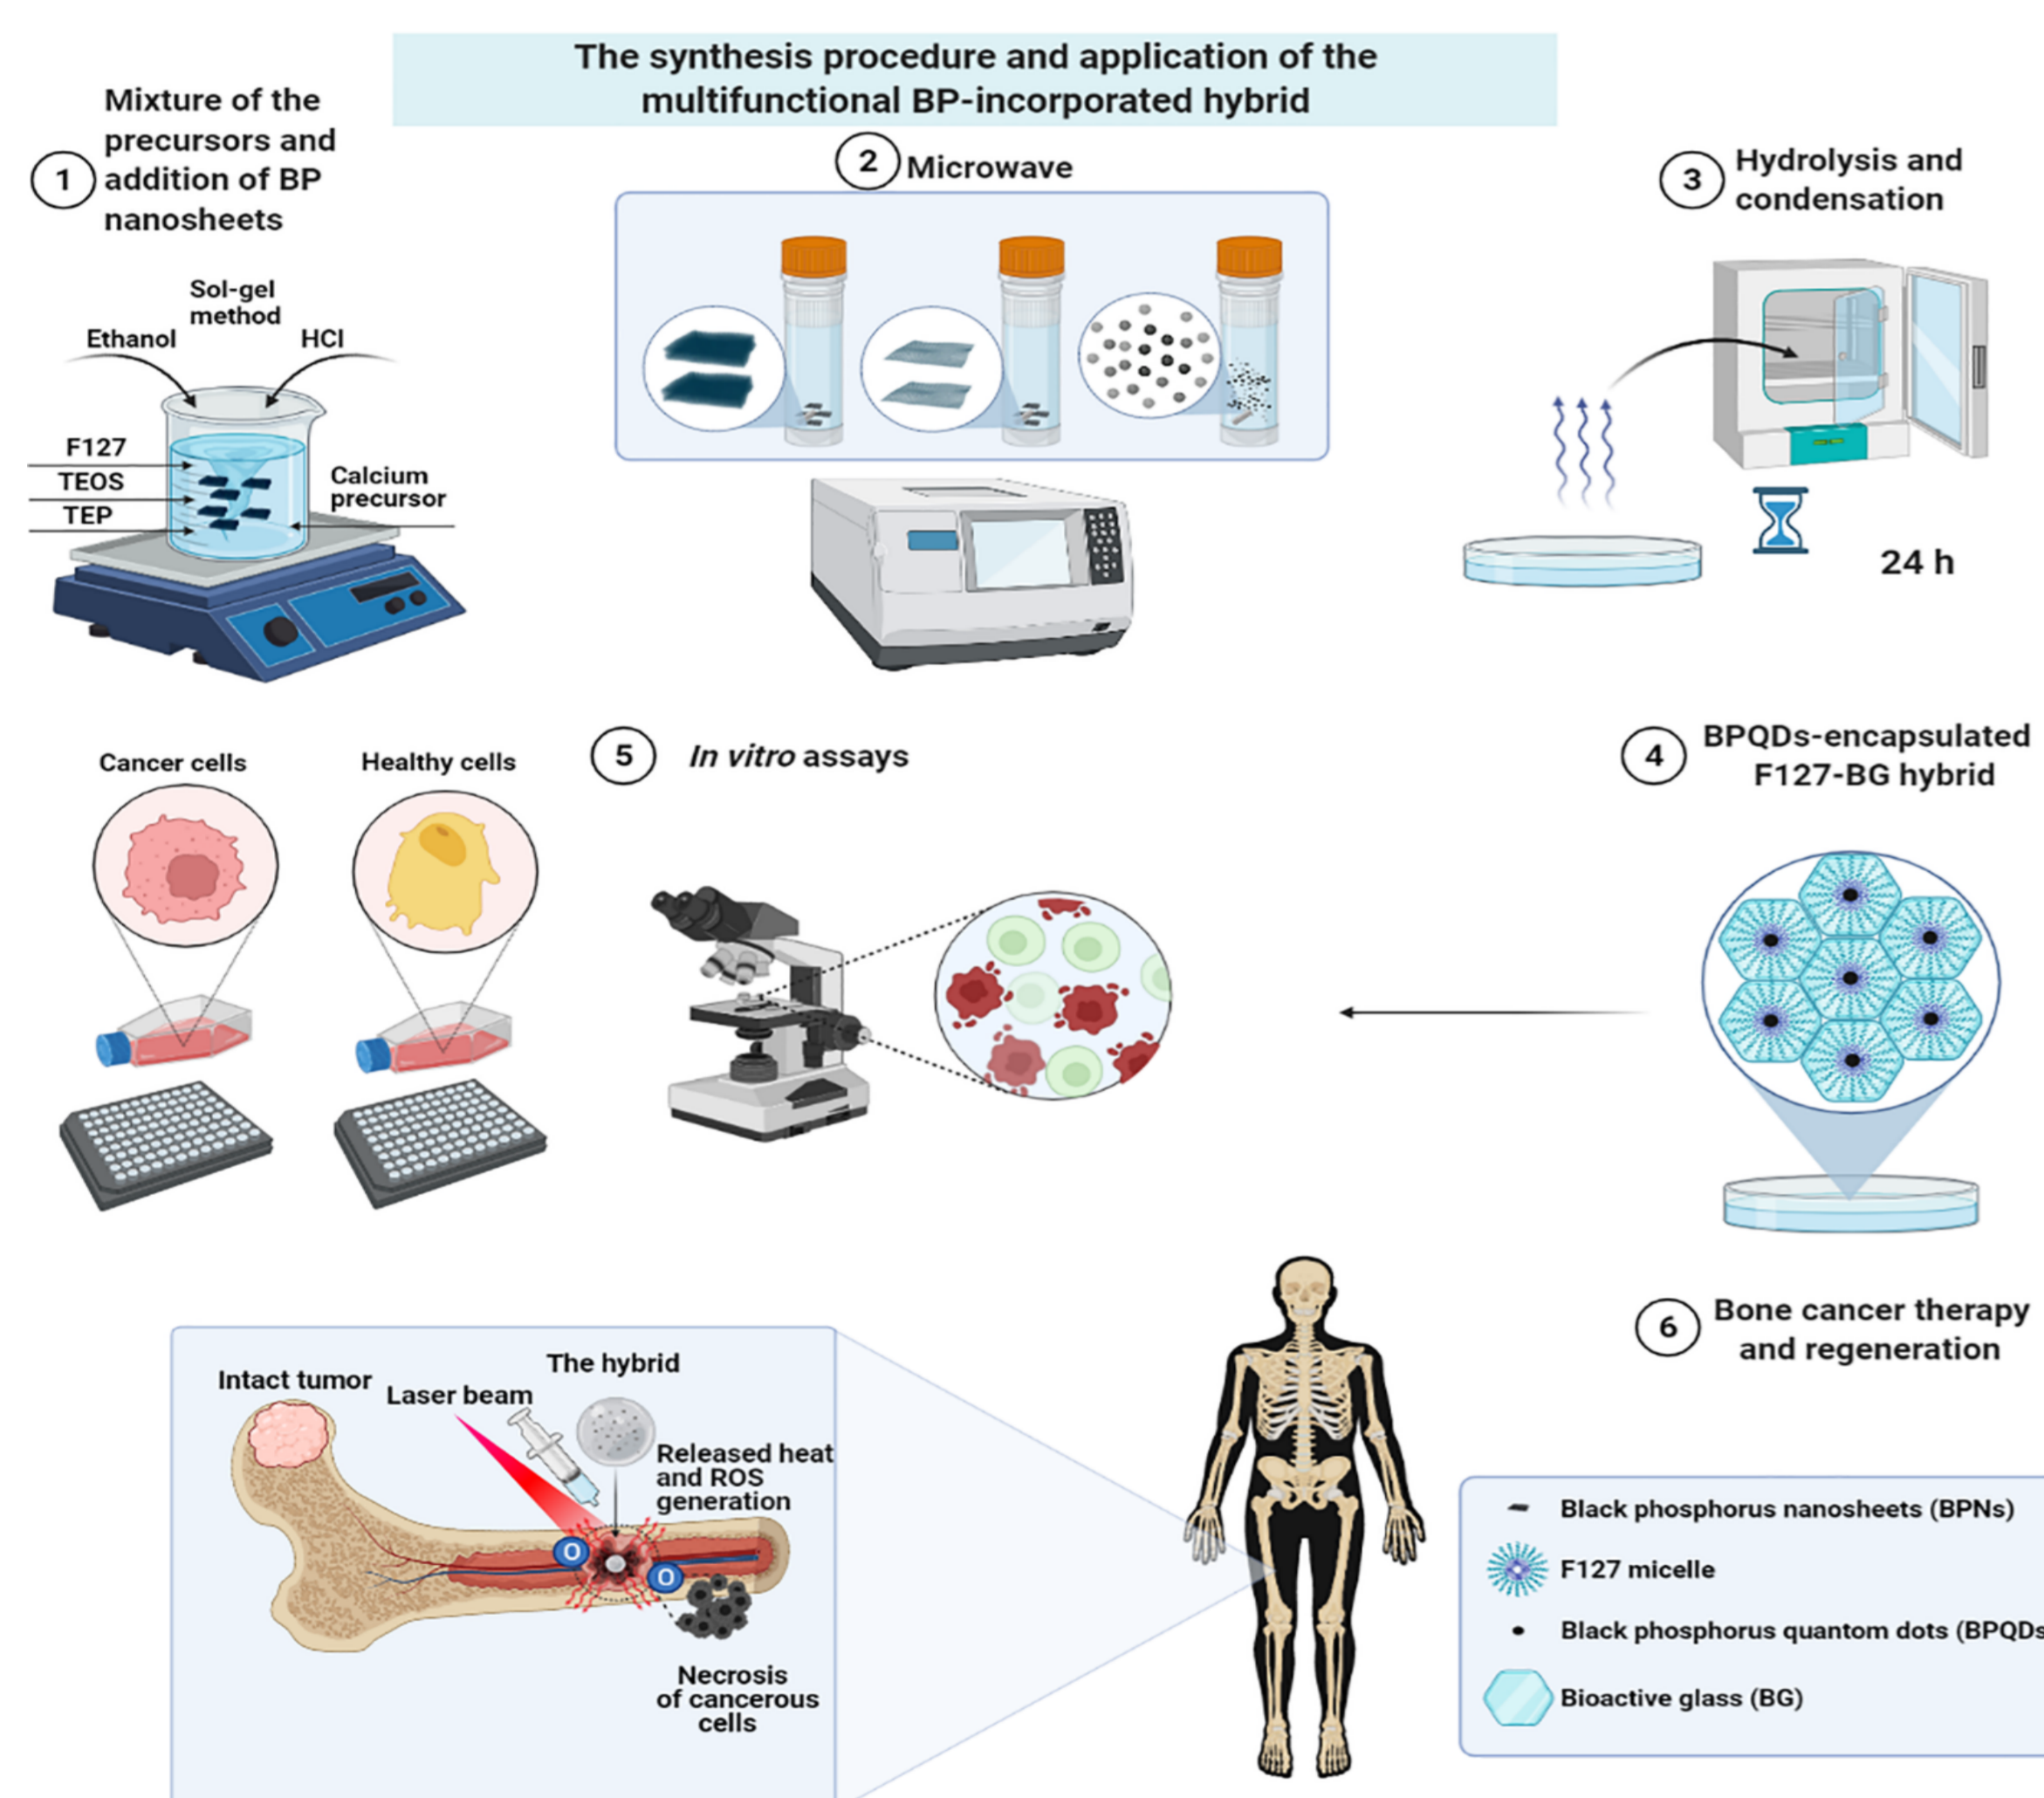 The synthesis procedure and application of the
multifunctional BP-incorporated hybrid
1
Mixture of the
precursors and
addition of BP
nanosheets
Sol-gel
method
Ethanol
HCl
F127
TEOS
TEP
Calcium
precursor
2
Microwave
3
Hydrolysis and
condensation
24 h
4
BPQDs-encapsulated
F127-BG hybrid
5
In vitro assays
Cancer cells
Healthy cells
6
Bone cancer therapy
and regeneration
Intact tumor
Laser beam
The hybrid
Released heat
and ROS
generation
O
O
Necrosis
of cancerous
cells
Black phosphorus nanosheets (BPNs)
F127 micelle
Black phosphorus quantom dots (BPQDs
Bioactive glass (BG)